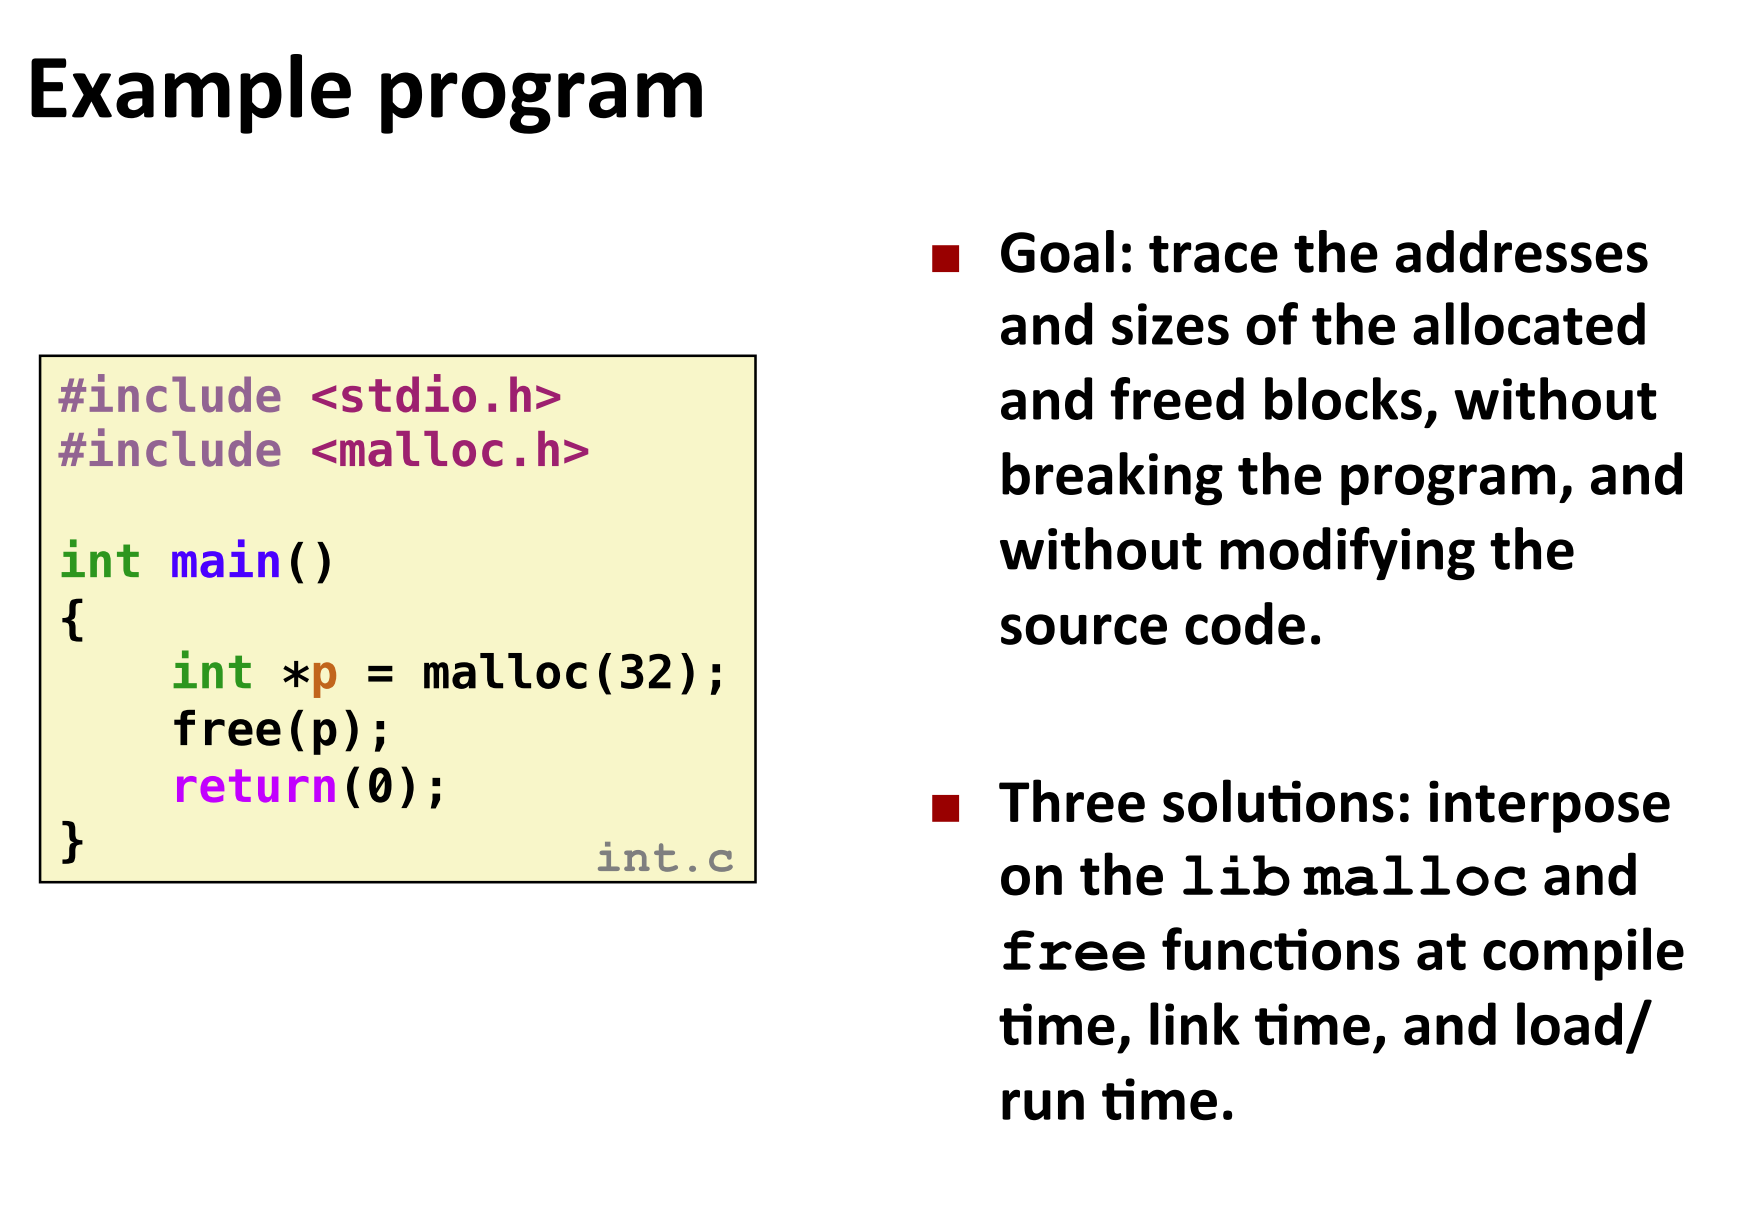 Example program
#include <stdio.h>
#include <malloc.h>
int main()
{
    int *p = malloc(32);
    free(p);
    return(0);
}
int.c
■ Goal: trace the addresses
and sizes of the allocated
and freed blocks, without
breaking the program, and
without modifying the
source code.
■ Three solutions: interpose
on the lib malloc and
free functions at compile
time, link time, and load/
run time.